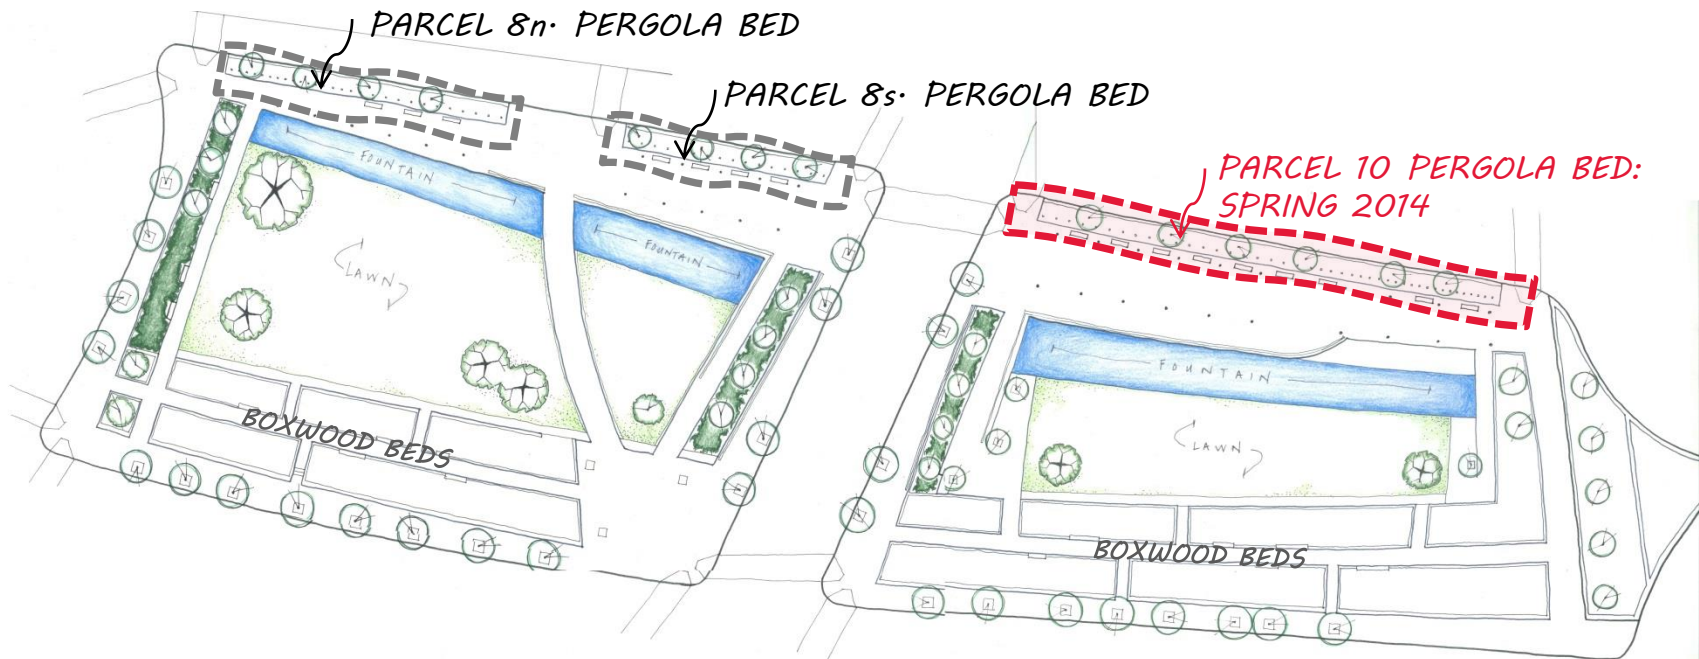 PARCEL 8n. PERGOLA BED
PARCEL 8s. PERGOLA BED
PARCEL 10 PERGOLA BED:
SPRING 2014
FOUNTAIN
FOUNTAIN
LAWN
FOUNTAIN
LAWN
BOXWOOD BEDS
BOXWOOD BEDS